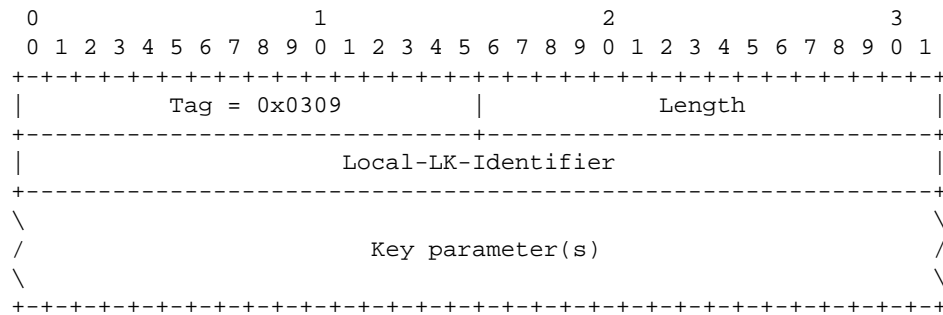 0                   1                   2                   3
0 1 2 3 4 5 6 7 8 9 0 1 2 3 4 5 6 7 8 9 0 1 2 3 4 5 6 7 8 9 0 1
+-+-+-+-+-+-+-+-+-+-+-+-+-+-+-+-+-+-+-+-+-+-+-+-+-+-+-+-+-+-+-+-+
|          Tag = 0x0309         |            Length             |
+-------------------------------+-------------------------------+
|                      Local-LK-Identifier                      |
+---------------------------------------------------------------+
\                                                               \
/                        Key parameter(s)                       /
\                                                               \
+-+-+-+-+-+-+-+-+-+-+-+-+-+-+-+-+-+-+-+-+-+-+-+-+-+-+-+-+-+-+-+-+